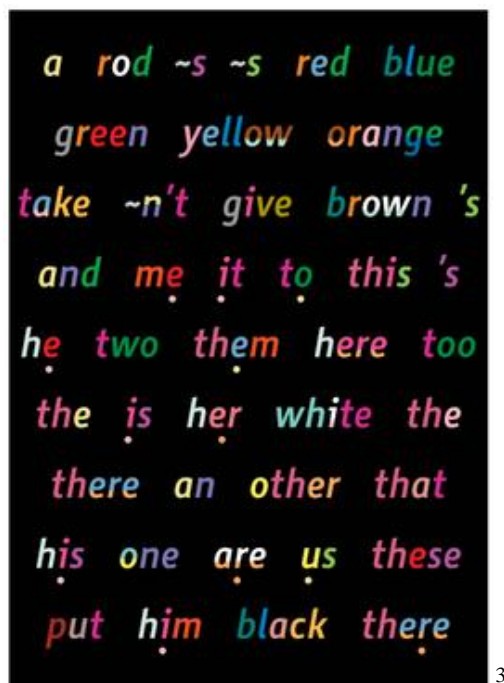 a rod ~s ~s red blue
green yellow orange
take ~n't give brown 's
and me it to this 's
he two them here too
the is her white the
there an other that
his one are us these
put him black there
3